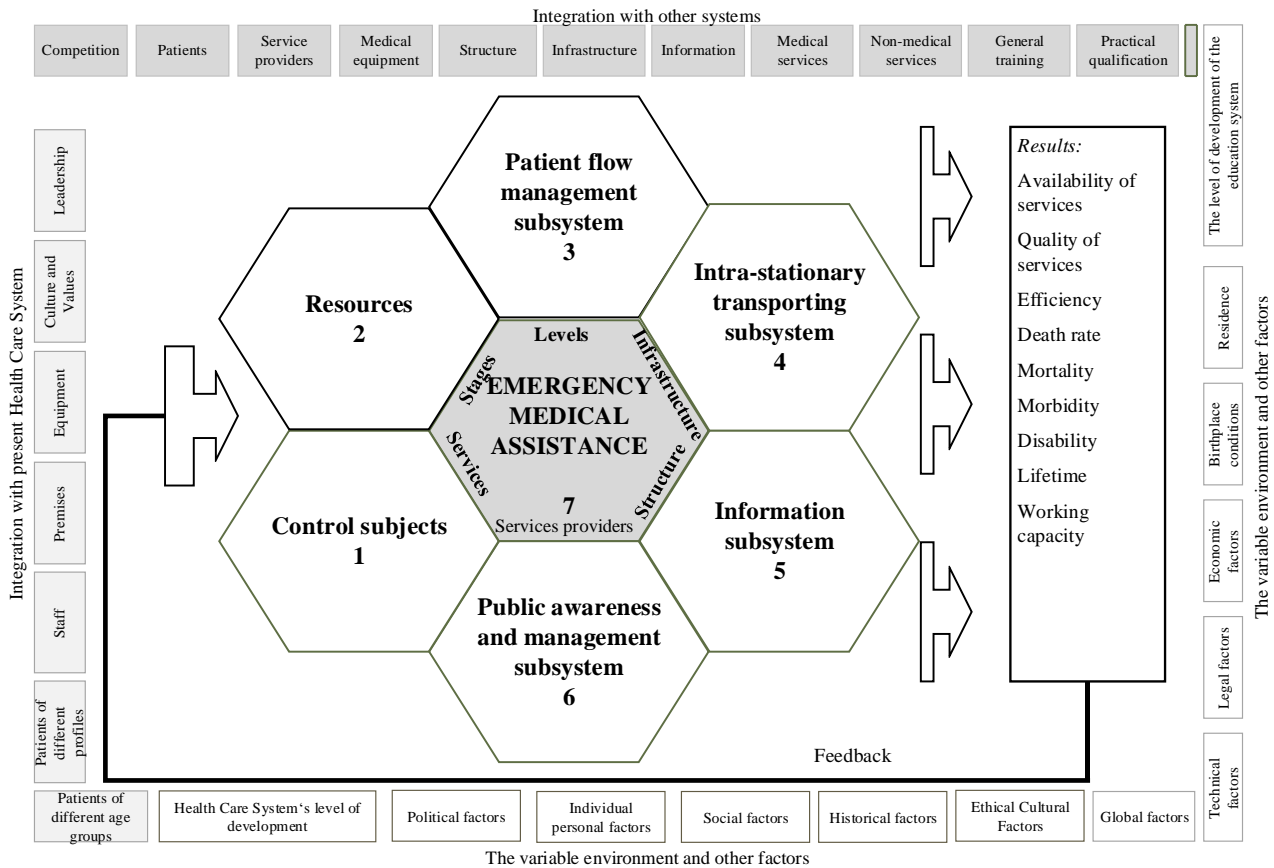 Integration with other systems
Competition
Patients
Service
providers
Medical
equipment
Structure
Infrastructure
Information
Medical
services
Non-medical
services
General
training
Practical
qualification
Integration with present Health Care System
Leadership
Culture and
Values
Equipment
Premises
Staff
Patients of
different
profiles
Patient flow
management
subsystem
3
Resources
2
Intra-stationary
transporting
subsystem
4
Levels
Stages
Infrastructure
EMERGENCY
MEDICAL
ASSISTANCE
Services
Structure
7
Services providers
Control subjects
1
Information
subsystem
5
Public awareness
and management
subsystem
6
Results:
Availability of
services
Quality of
services
Efficiency
Death rate
Mortality
Morbidity
Disability
Lifetime
Working
capacity
Feedback
The level of development of the
education system
Residence
Birthplace
conditions
Economic
factors
Legal factors
Technical
factors
The variable environment and other factors
Patients of
different age
groups
Health Care System‘s level of
development
Political factors
Individual
personal factors
Social factors
Historical factors
Ethical Cultural
Factors
Global factors
The variable environment and other factors